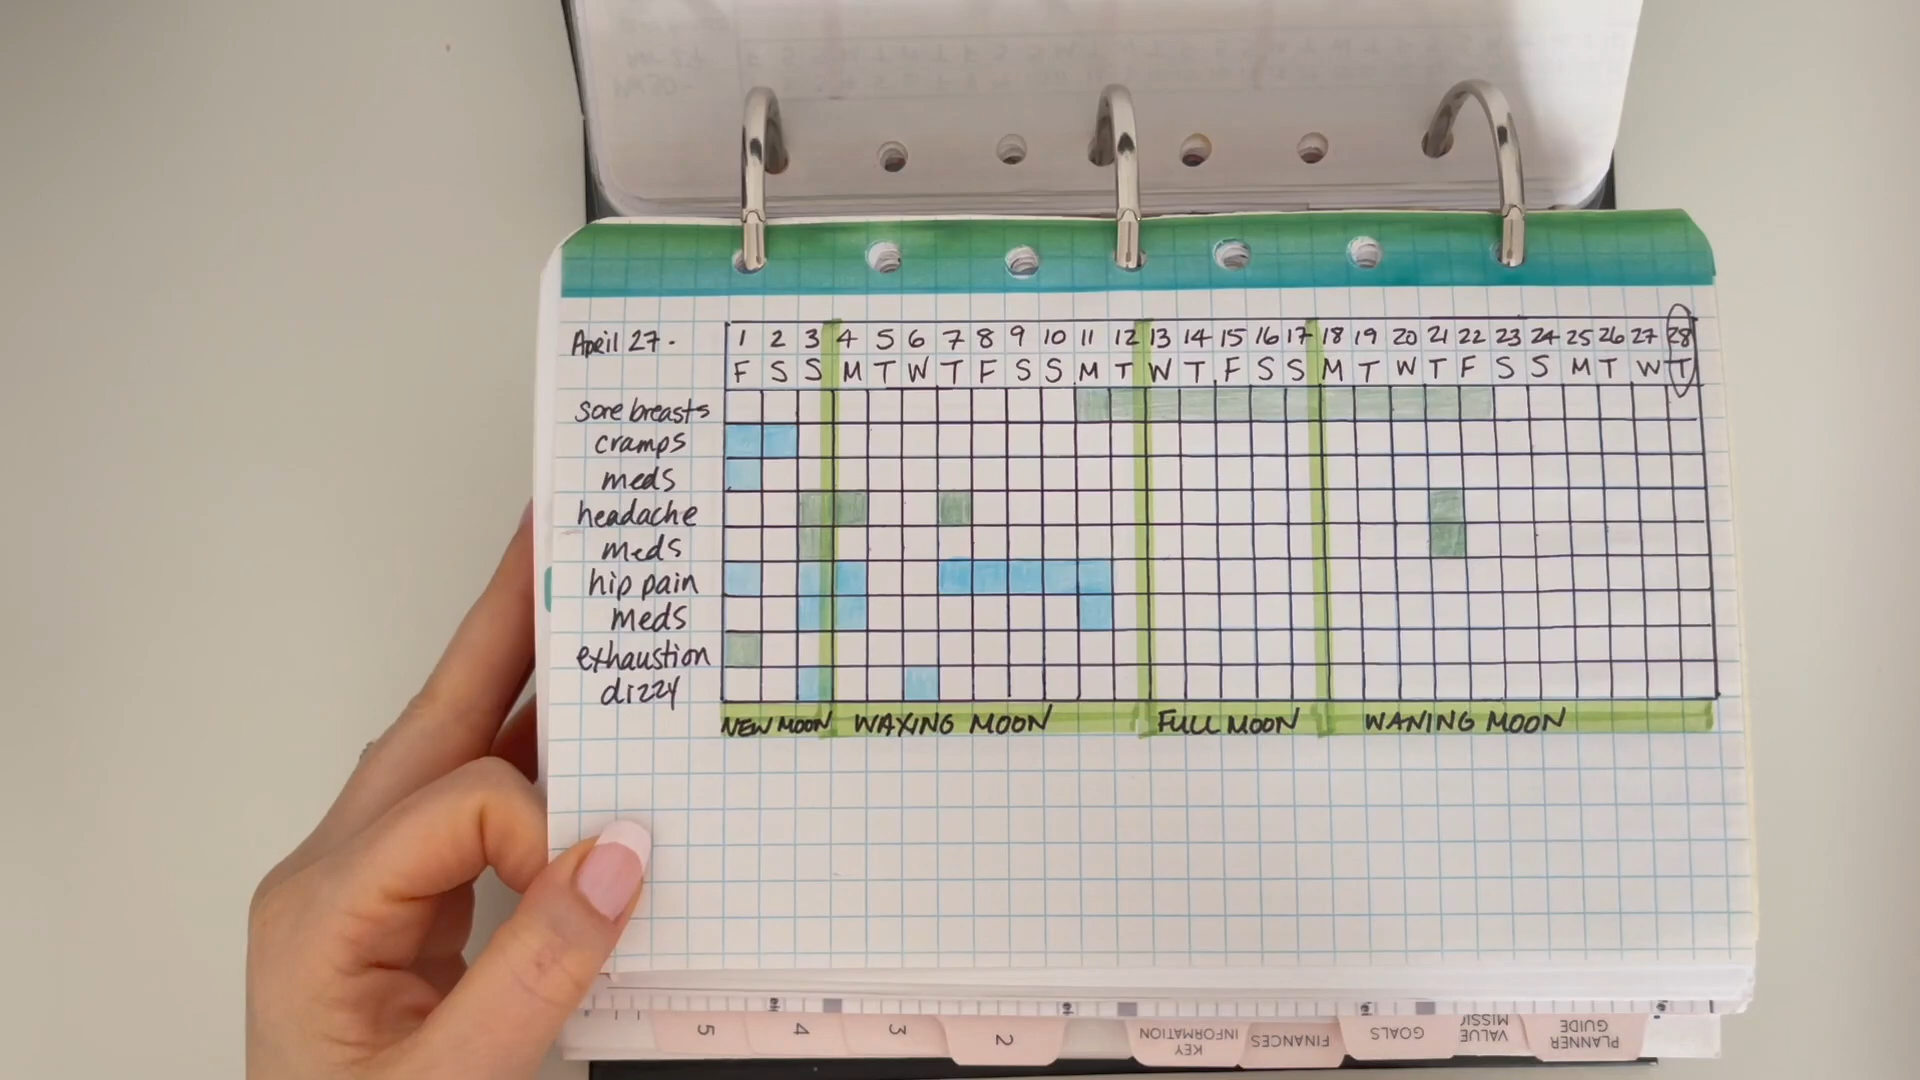 April 27. 1 2 3 4 5 6 7 8 9 10 11 12 13 14 15 16 17 18 19 20 21 22 23 24 25 26 27 28
F S S M T W T F S S M T W T F S S M T W T F S S M T W T
sore breasts
cramps
meds
headache
meds
hip pain
meds
exhaustion
dizzy
NEW MOON WAXING MOON FULL MOON WANING MOON
5 4 3 2 KEY INFORMATION FINANCES GOALS VALUE MISSI PLANNER GUIDE